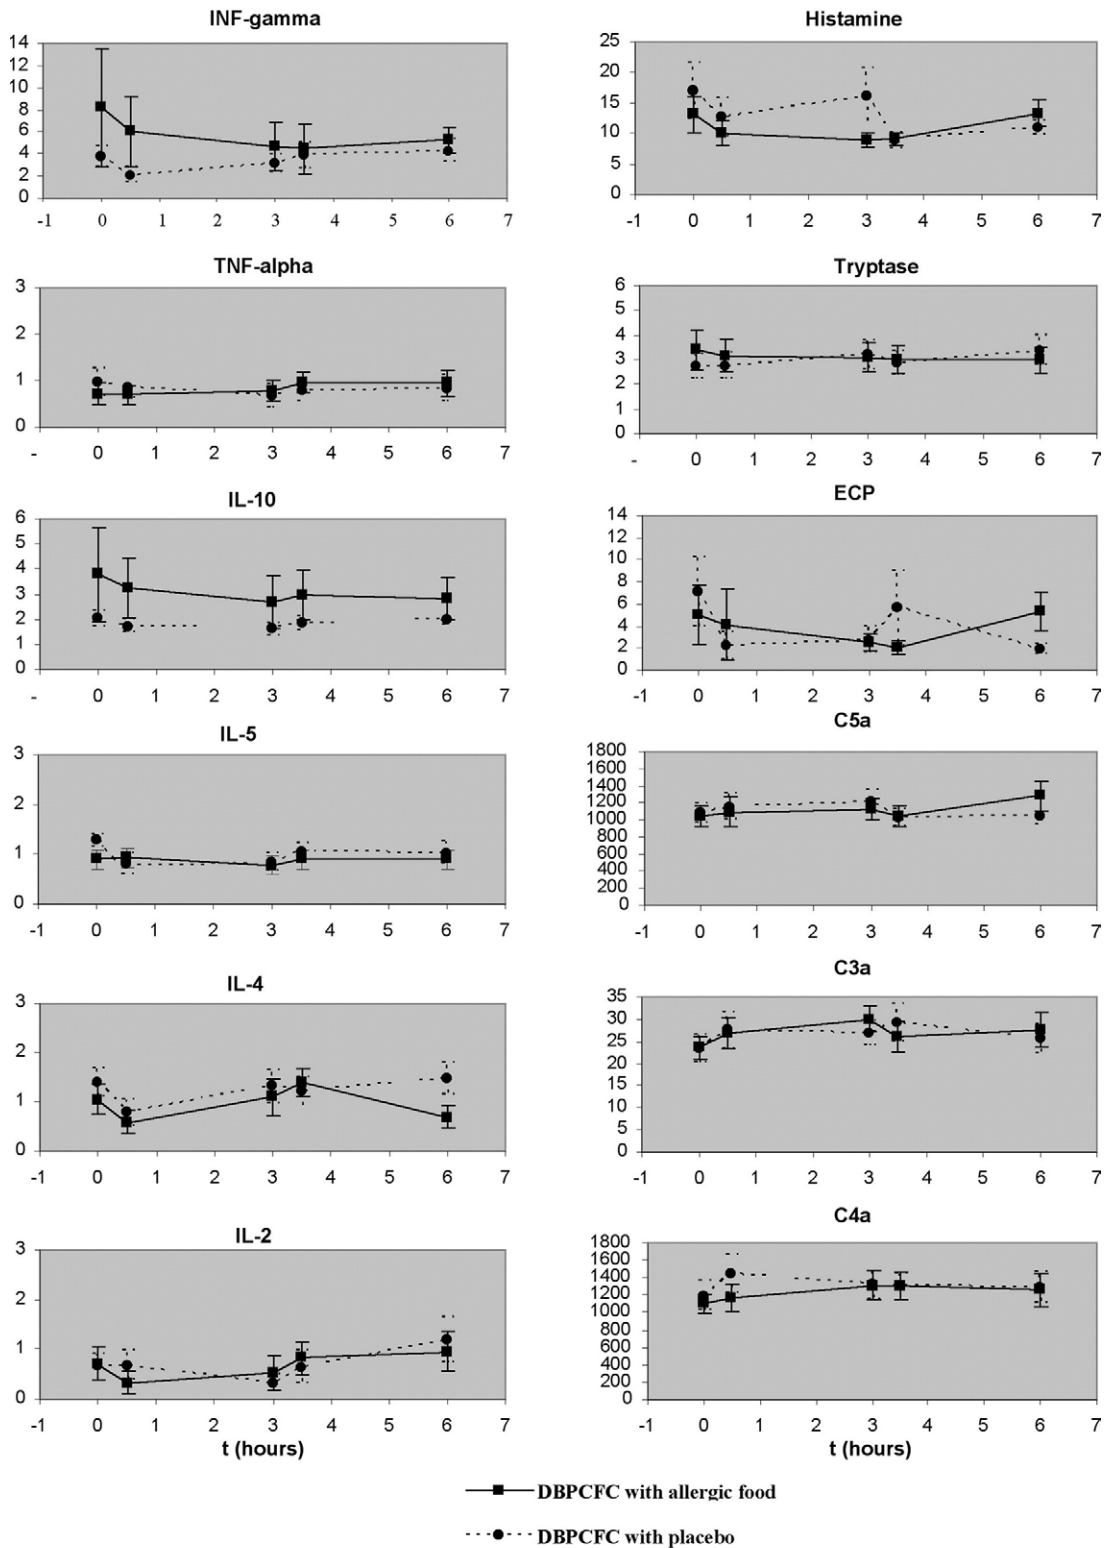 INF-gamma
14
12
10
8
6
4
2
0
-1 0 1 2 3 4 5 6 7
Histamine
25
20
15
10
5
0
-1 0 1 2 3 4 5 6 7
TNF-alpha
3
2
1
0
- 0 1 2 3 4 5 6 7
Tryptase
6
5
4
3
2
1
0
- 0 1 2 3 4 5 6 7
IL-10
6
5
4
3
2
1
0
- 0 1 2 3 4 5 6 7
ECP
14
12
10
8
6
4
2
0
-1 0 1 2 3 4 5 6 7
IL-5
3
2
1
0
-1 0 1 2 3 4 5 6 7
C5a
1800
1600
1400
1200
1000
800
600
400
200
0
-1 0 1 2 3 4 5 6 7
IL-4
3
2
1
0
-1 0 1 2 3 4 5 6 7
C3a
35
30
25
20
15
10
5
0
-1 0 1 2 3 4 5 6 7
IL-2
3
2
1
0
-1 0 1 2 3 4 5 6 7
t (hours)
C4a
1800
1600
1400
1200
1000
800
600
400
200
0
-1 0 1 2 3 4 5 6 7
t (hours)
DBPCFC with allergic food
DBPCFC with placebo